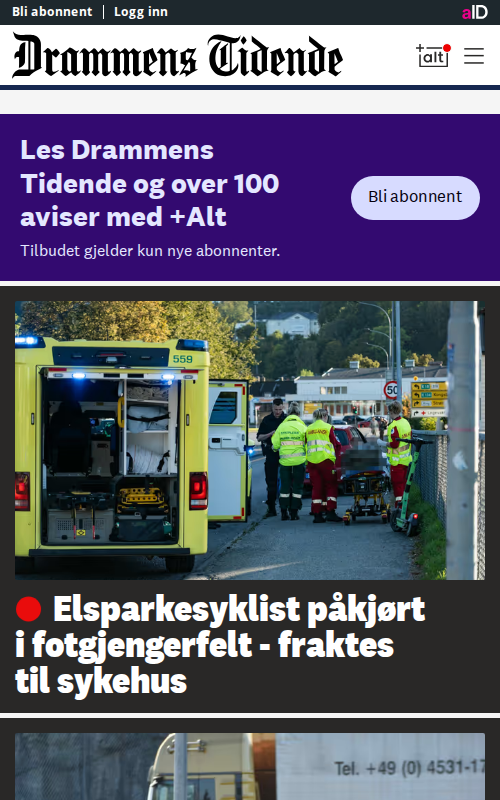 Bli abonnent
Logg inn
aID
Drammens Tidende
+alt
Les Drammens
Tidende og over 100
aviser med +Alt
Bli abonnent
Tilbudet gjelder kun nye abonnenter.
559
50
Elsparkesyklist påkjørt
i fotgjengerfelt - fraktes
til sykehus
Tel. +49 (0) 4531-17